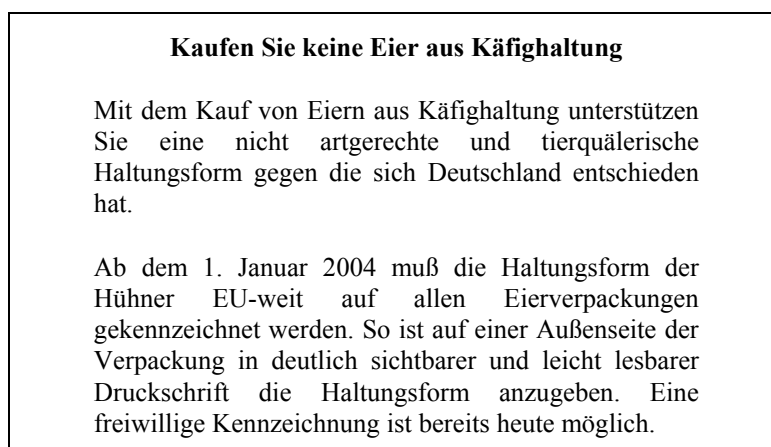 Kaufen Sie keine Eier aus Käfighaltung
Mit dem Kauf von Eiern aus Käfighaltung unterstützen
Sie eine nicht artgerechte und tierquälerische
Haltungsform gegen die sich Deutschland entschieden
hat.
Ab dem 1. Januar 2004 muß die Haltungsform der
Hühner EU-weit auf allen Eierverpackungen
gekennzeichnet werden. So ist auf einer Außenseite der
Verpackung in deutlich sichtbarer und leicht lesbarer
Druckschrift die Haltungsform anzugeben. Eine
freiwillige Kennzeichnung ist bereits heute möglich.